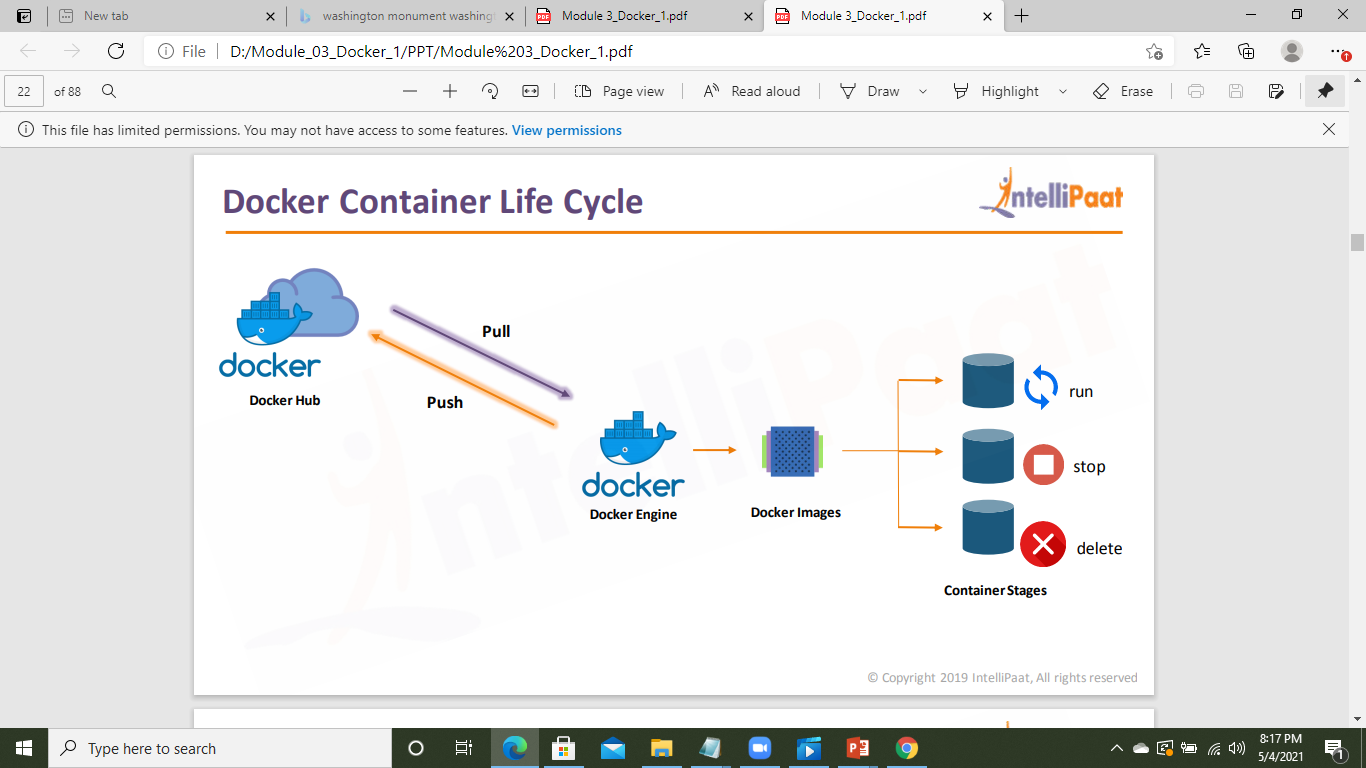 New tab
washington monument washingt
Module 3_Docker_1.pdf
Module 3_Docker_1.pdf
File
D:/Module_03_Docker_1/PPT/Module%203_Docker_1.pdf
22 of 88
Page view
Read aloud
Draw
Highlight
Erase
This file has limited permissions. You may not have access to some features. View permissions
Docker Container Life Cycle
IntelliPaat
Pull
docker
Docker Hub
Push
run
stop
docker
Docker Engine
Docker Images
delete
Container Stages
IntelliPaat
© Copyright 2019 IntelliPaat, All rights reserved
Type here to search
8:17 PM
5/4/2021
1